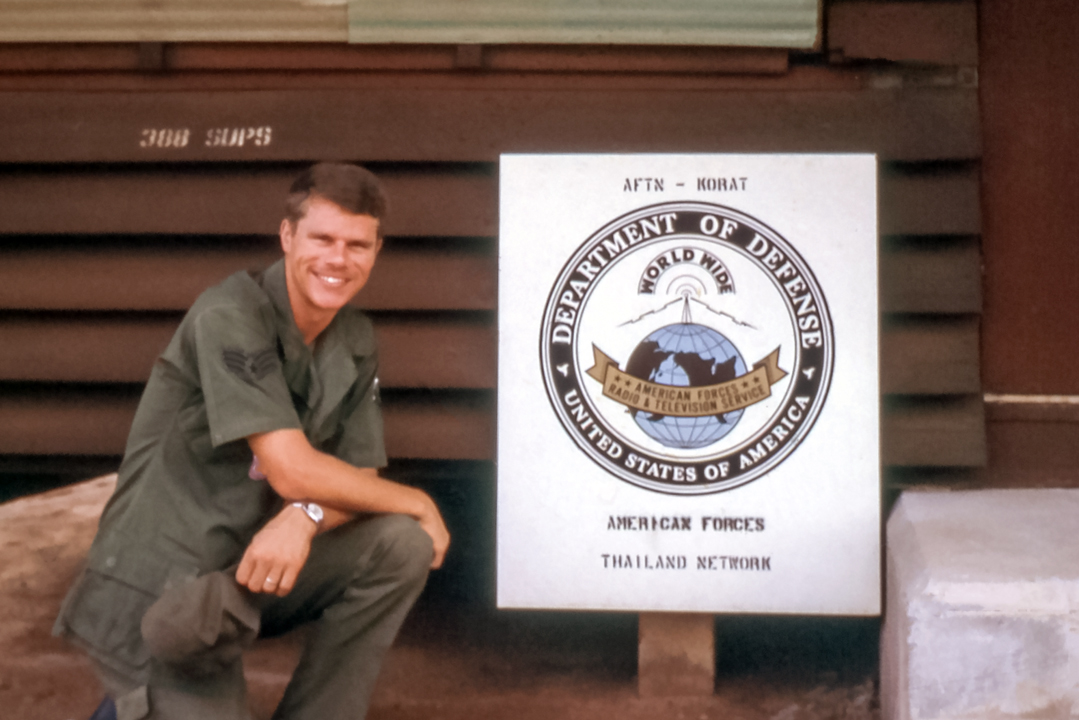 388 SUPS
AFTN - KORAT
DEPARTMENT OF DEFENSE
WORLD WIDE
★★ AMERICAN FORCES ★★
RADIO & TELEVISION SERVICE
UNITED STATES OF AMERICA
AMERICAN FORCES
THAILAND NETWORK